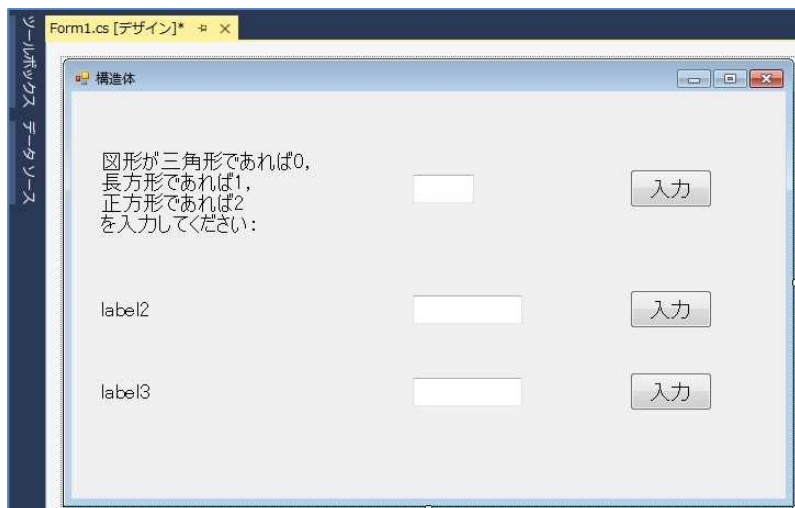 Form1.cs [デザイン]*
ツールボックス
データ ソース
構造体
図形が三角形であれば0,
長方形であれば1,
正方形であれば2
を入力してください:
入力
label2
入力
label3
入力